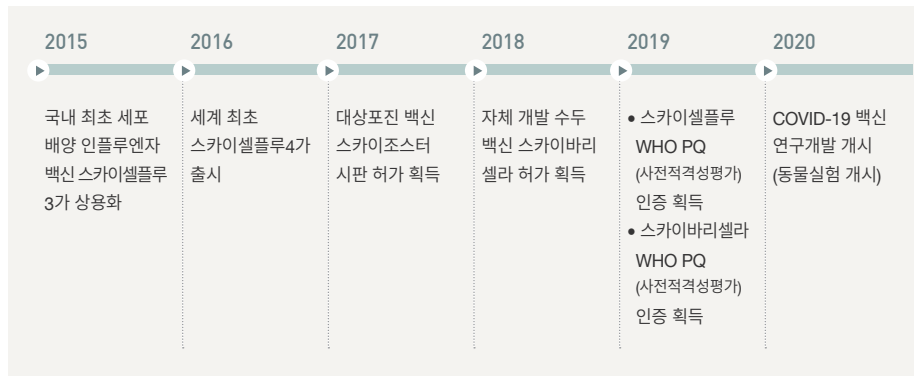 2015
국내 최초 세포
배양 인플루엔자
백신 스카이셀플루
3가 상용화
2016
세계 최초
스카이셀플루4가
출시
2017
대상포진 백신
스카이조스터
시판 허가 획득
2018
자체 개발 수두
백신 스카이바리
셀라 허가 획득
2019
• 스카이셀플루
WHO PQ
(사전적격성평가)
인증 획득
• 스카이바리셀라
WHO PQ
(사전적격성평가)
인증 획득
2020
COVID-19 백신
연구개발 개시
(동물실험 개시)